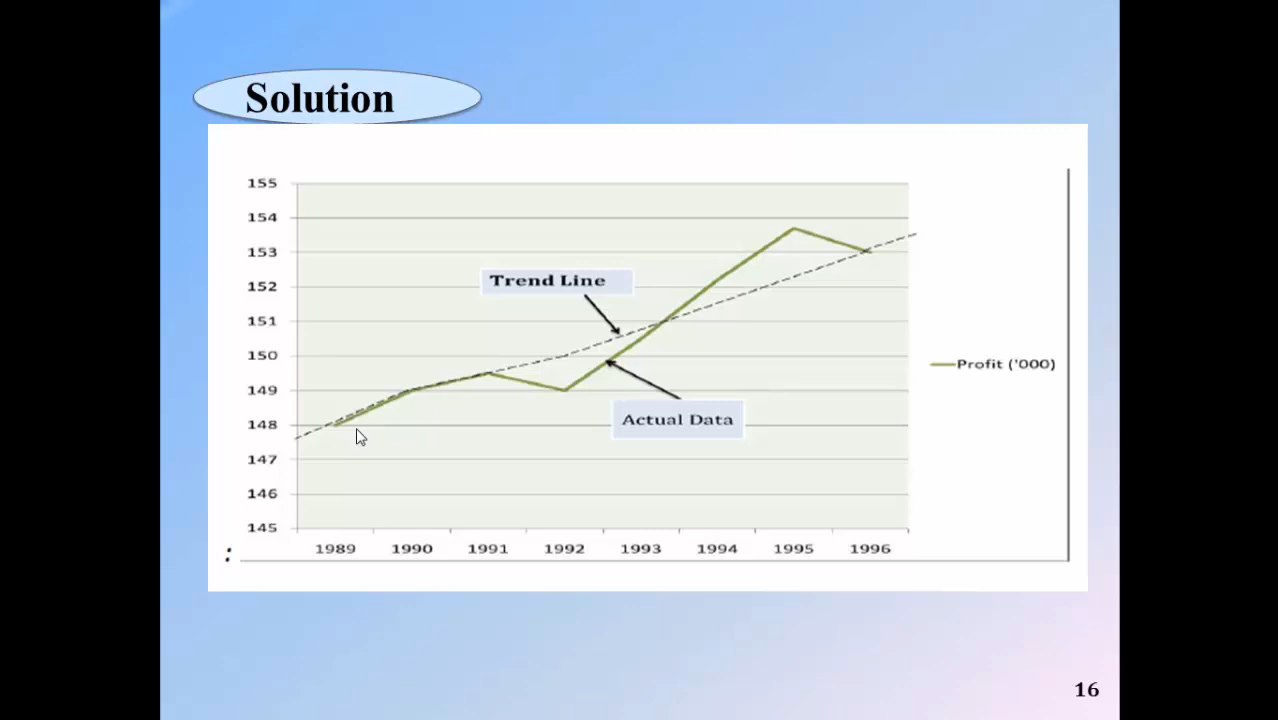 Solution
155
154
153
152
151
150
149
148
147
146
145
Trend Line
Actual Data
Profit ('000)
:
1989 1990 1991 1992 1993 1994 1995 1996
16